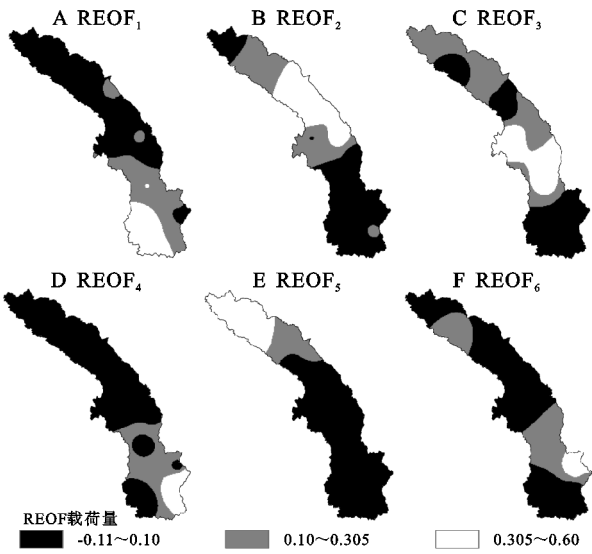 A REOF₁
B REOF₂
C REOF₃
D REOF₄
E REOF₅
F REOF₆
REOF载荷量
-0.11～0.10
0.10～0.305
0.305～0.60